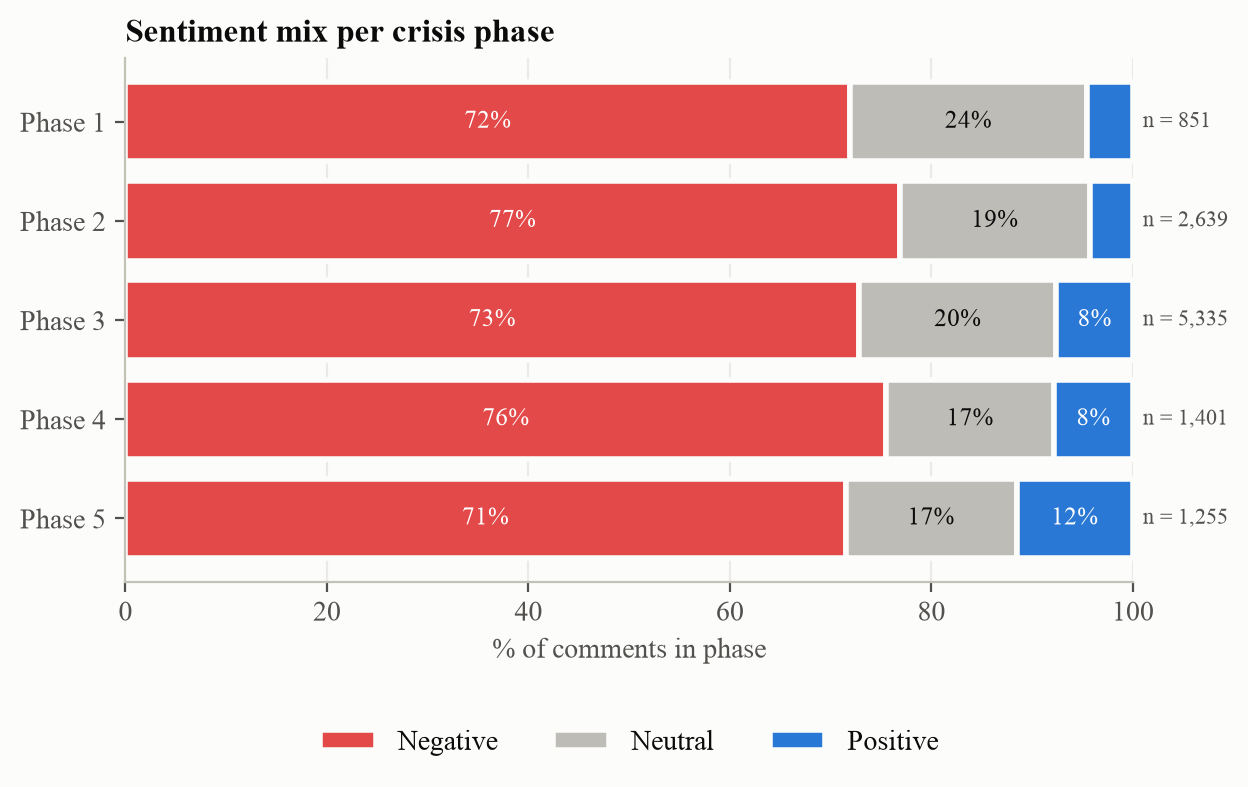 Sentiment mix per crisis phase
Phase 1 72% 24% n = 851
Phase 2 77% 19% n = 2,639
Phase 3 73% 20% 8% n = 5,335
Phase 4 76% 17% 8% n = 1,401
Phase 5 71% 17% 12% n = 1,255
0 20 40 60 80 100
% of comments in phase
Negative Neutral Positive